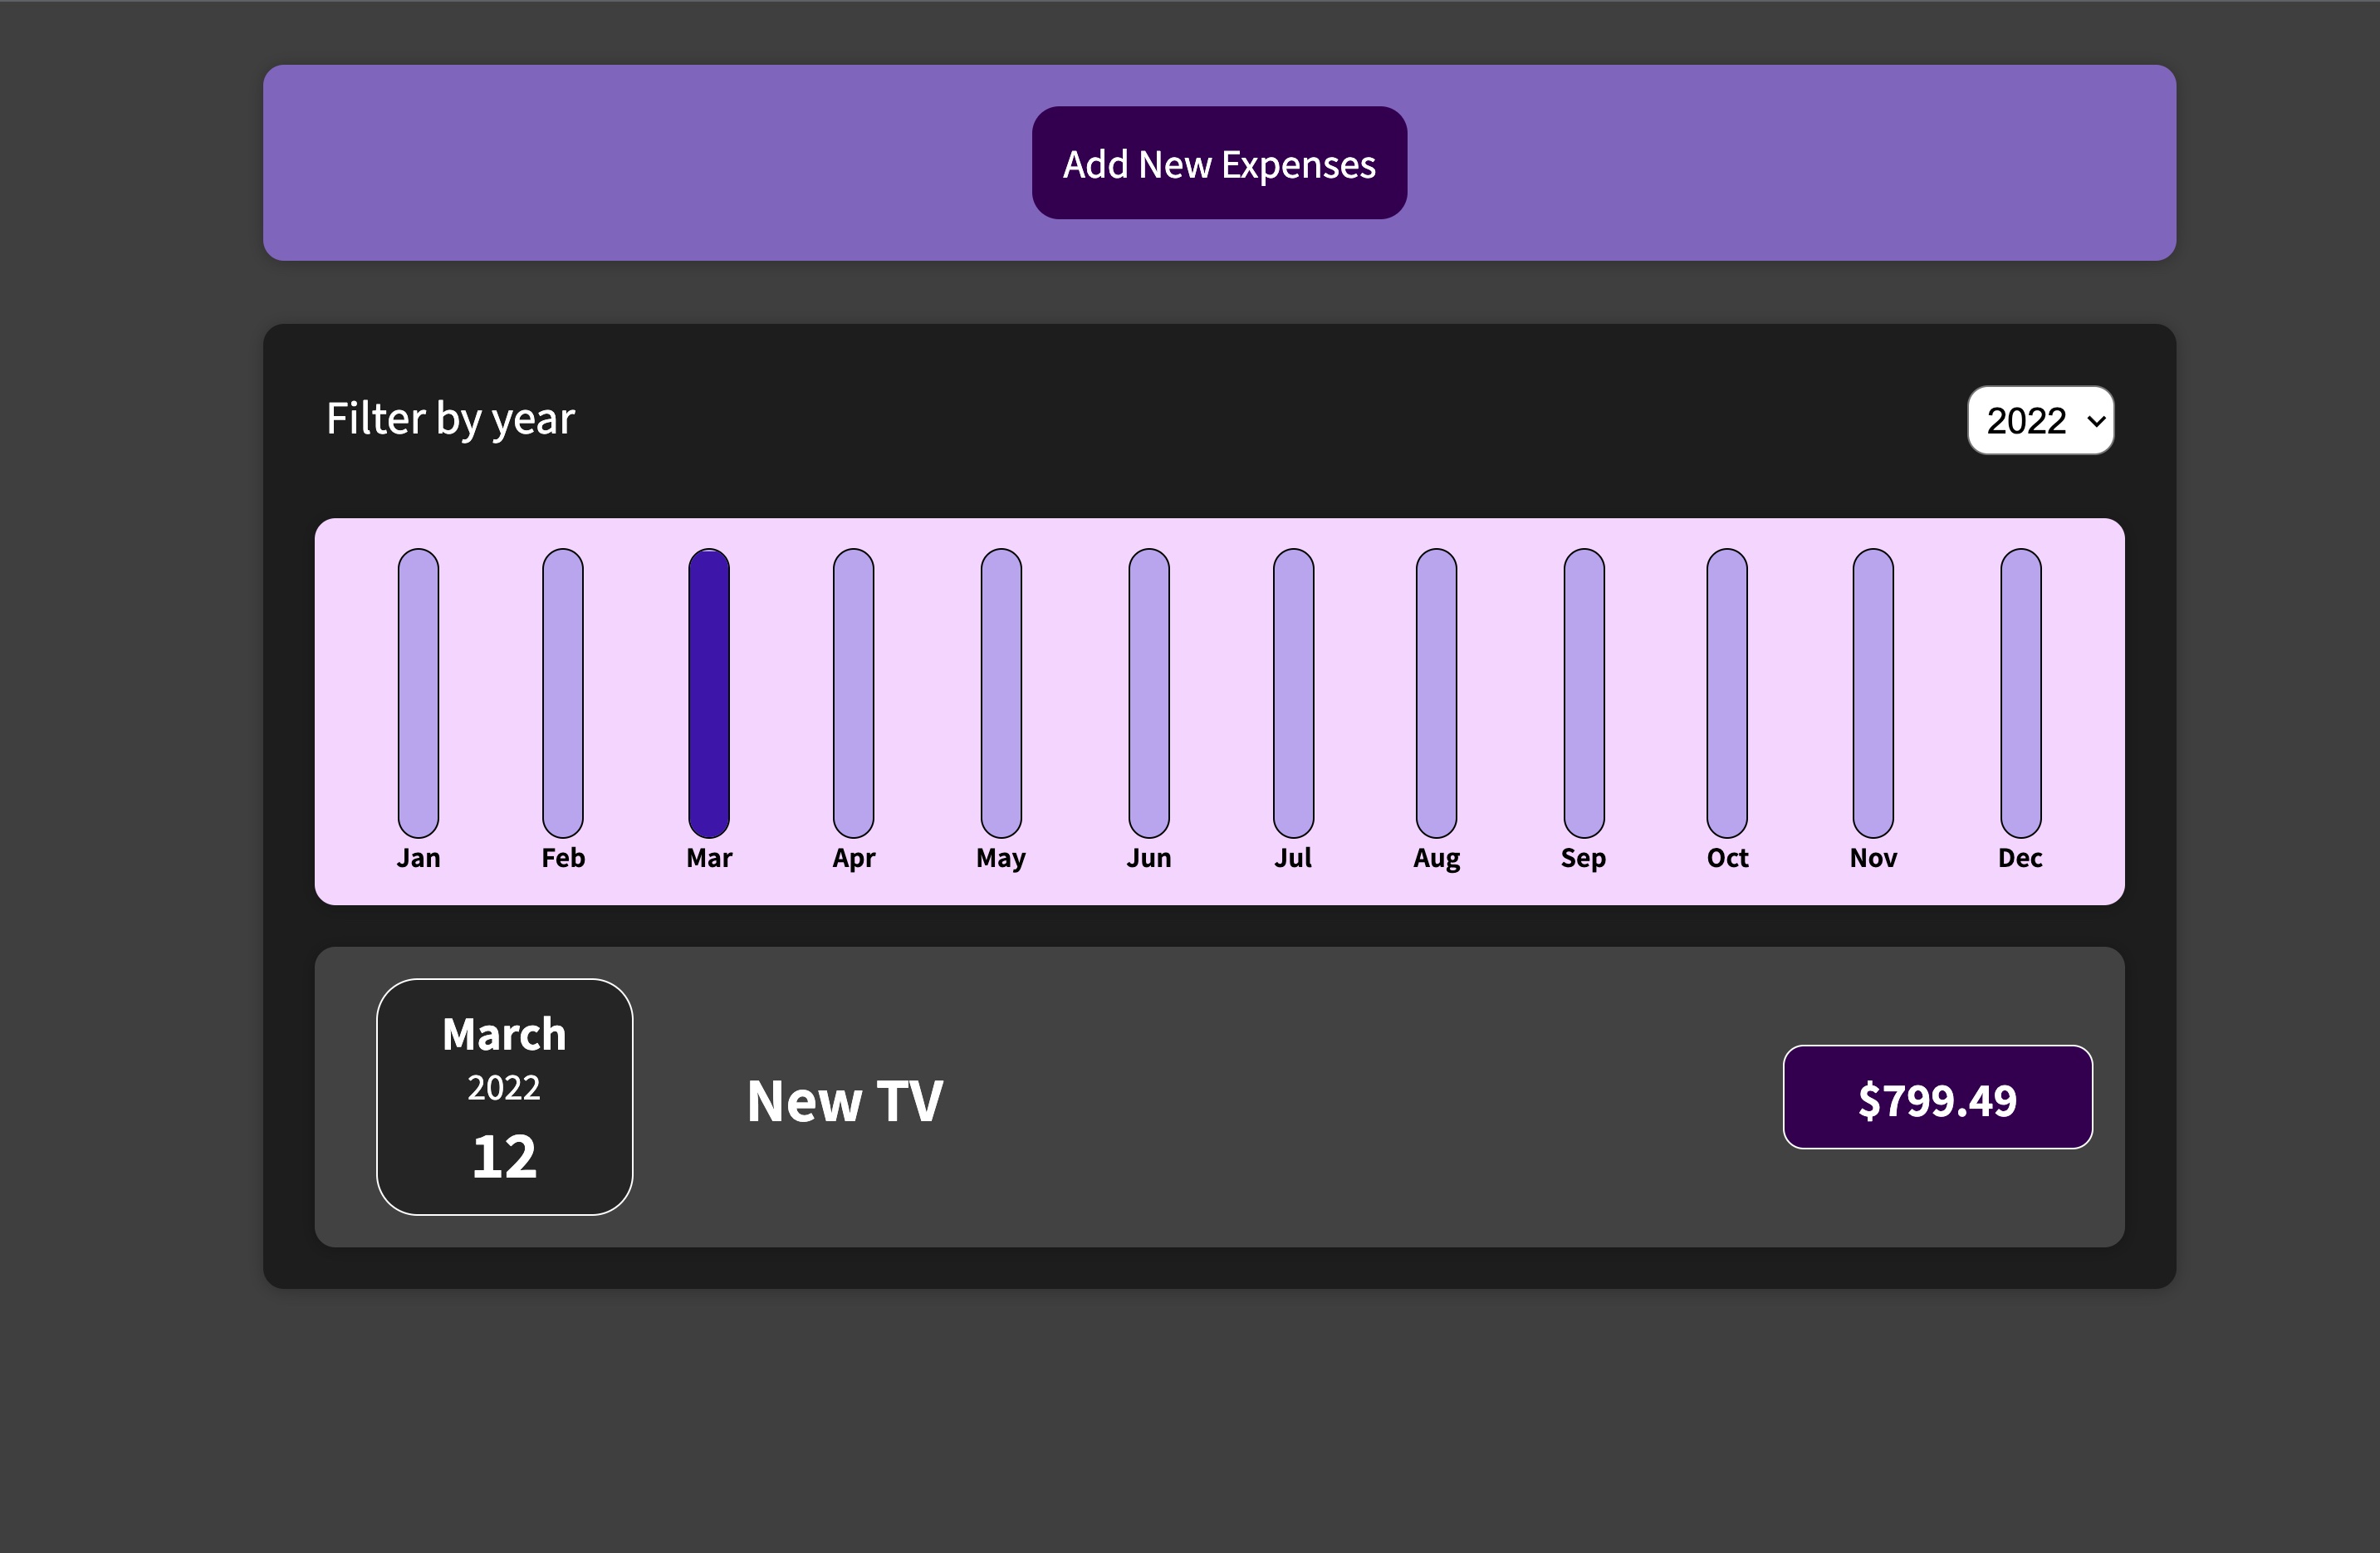 Add New Expenses
Filter by year
2022
Jan Feb Mar Apr May Jun Jul Aug Sep Oct Nov Dec
March
2022
12
New TV
$799.49